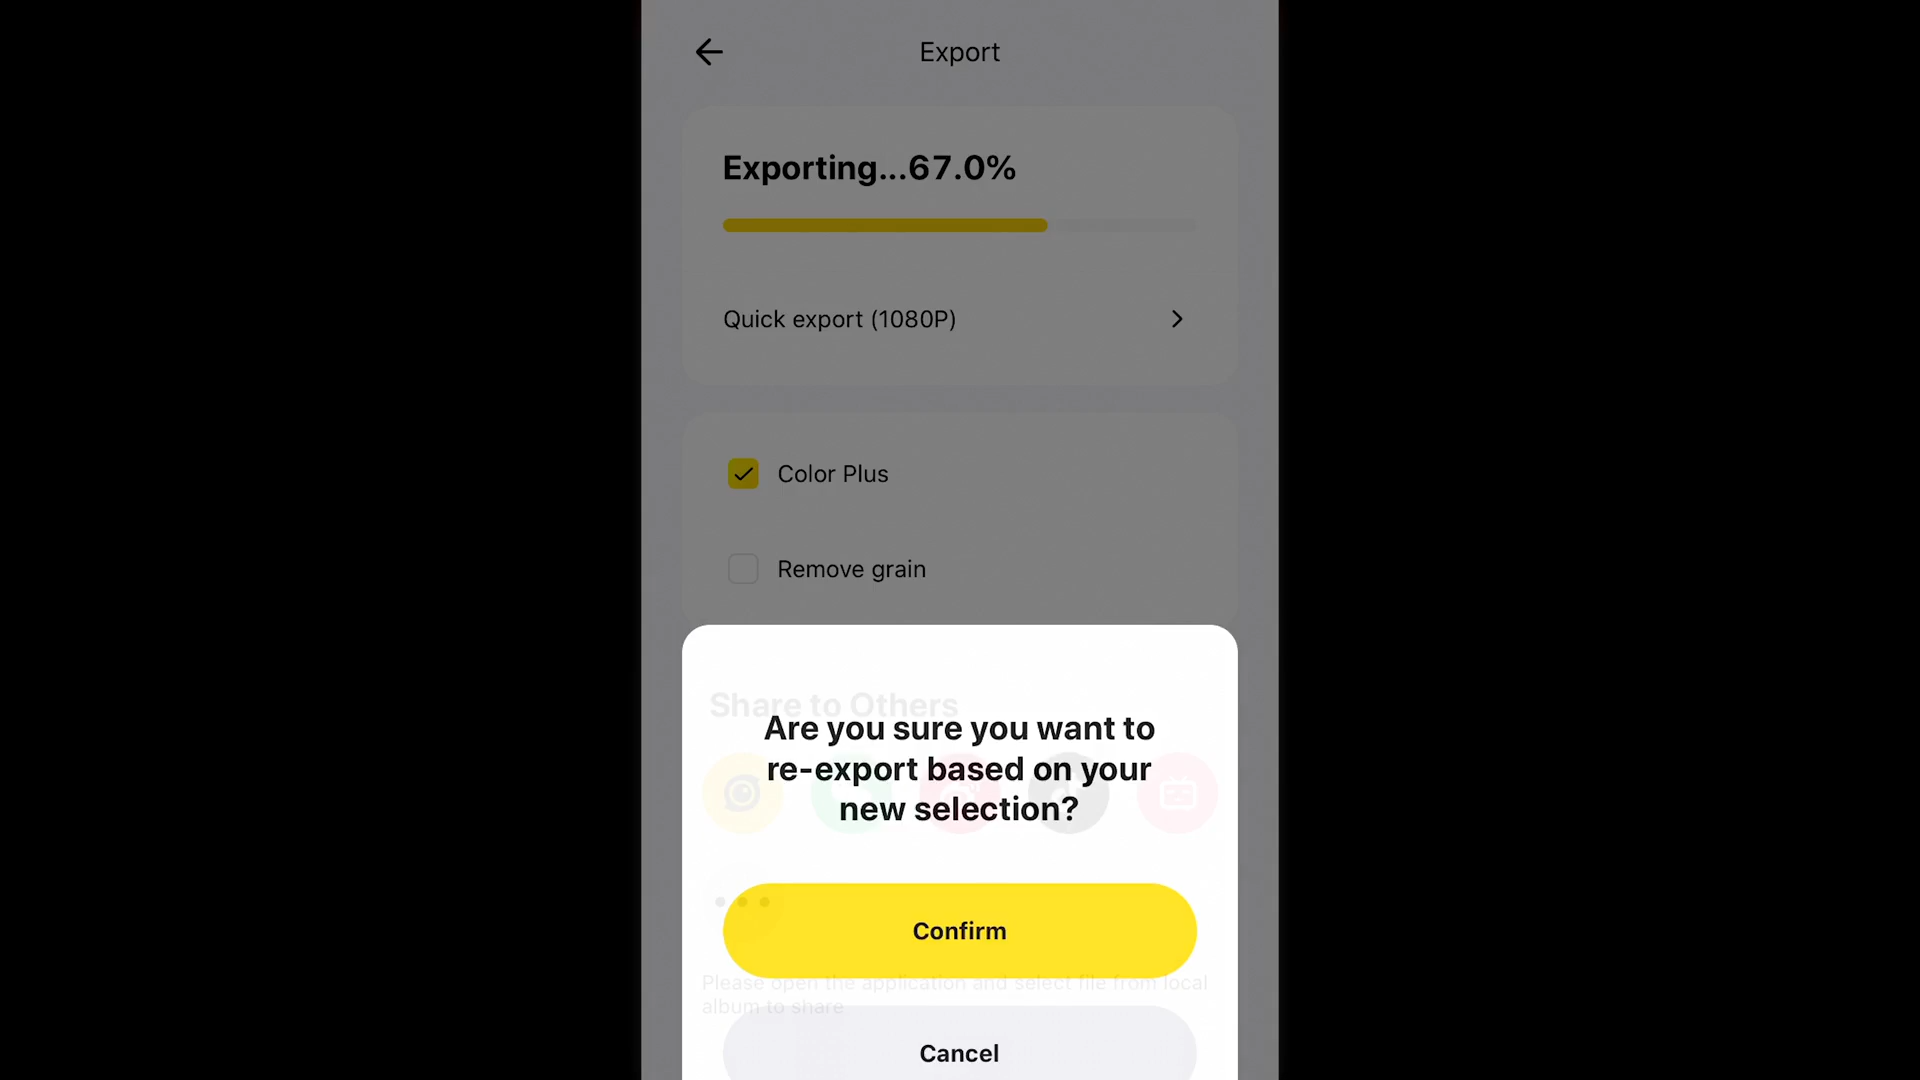 Export
Exporting...67.0%
Quick export (1080P)
Color Plus
Remove grain
Share to Others
Are you sure you want to
re-export based on your
new selection?
Confirm
Please open the application and select file from local
album to share
Cancel